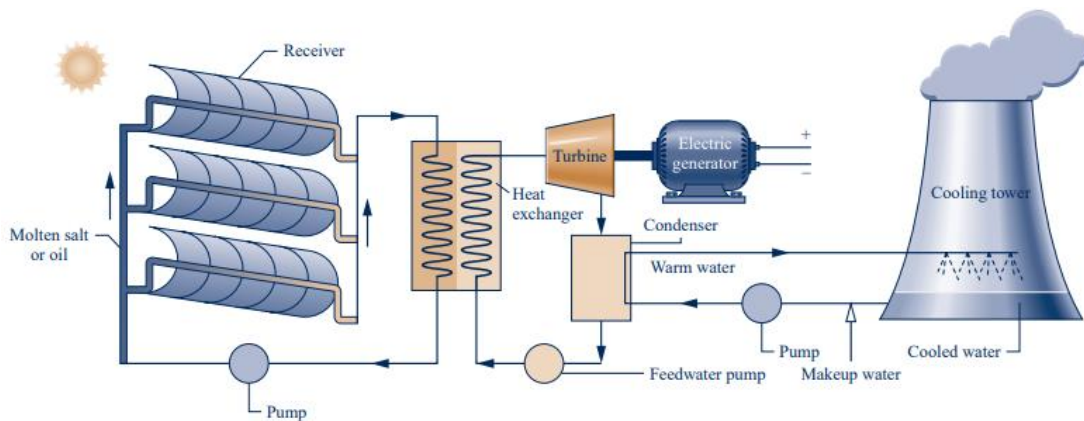 Receiver
Molten salt
or oil
Pump
Heat
exchanger
Turbine
Electric
generator
+
−
Condenser
Warm water
Feedwater pump
Pump
Makeup water
Cooling tower
Cooled water